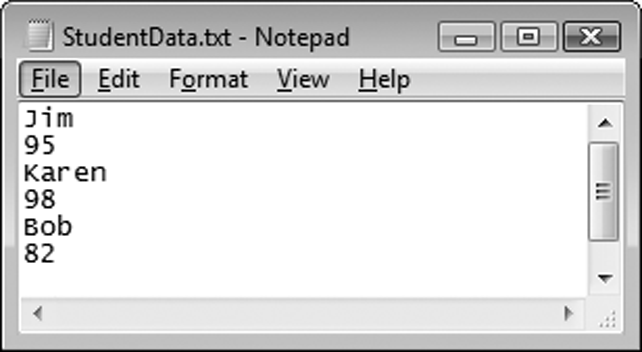 StudentData.txt - Notepad
File Edit Format View Help
Jim
95
Karen
98
Bob
82